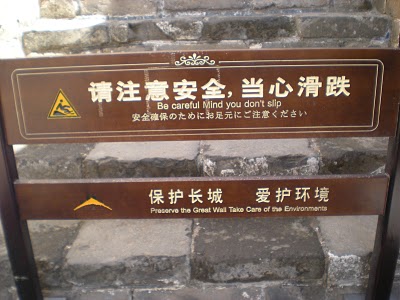 请注意安全，当心滑跌
Be careful Mind you don't slip
安全確保のためにお足元にご注意ください
保护长城 爱护环境
Preserve the Great Wall Take Care of the Environments